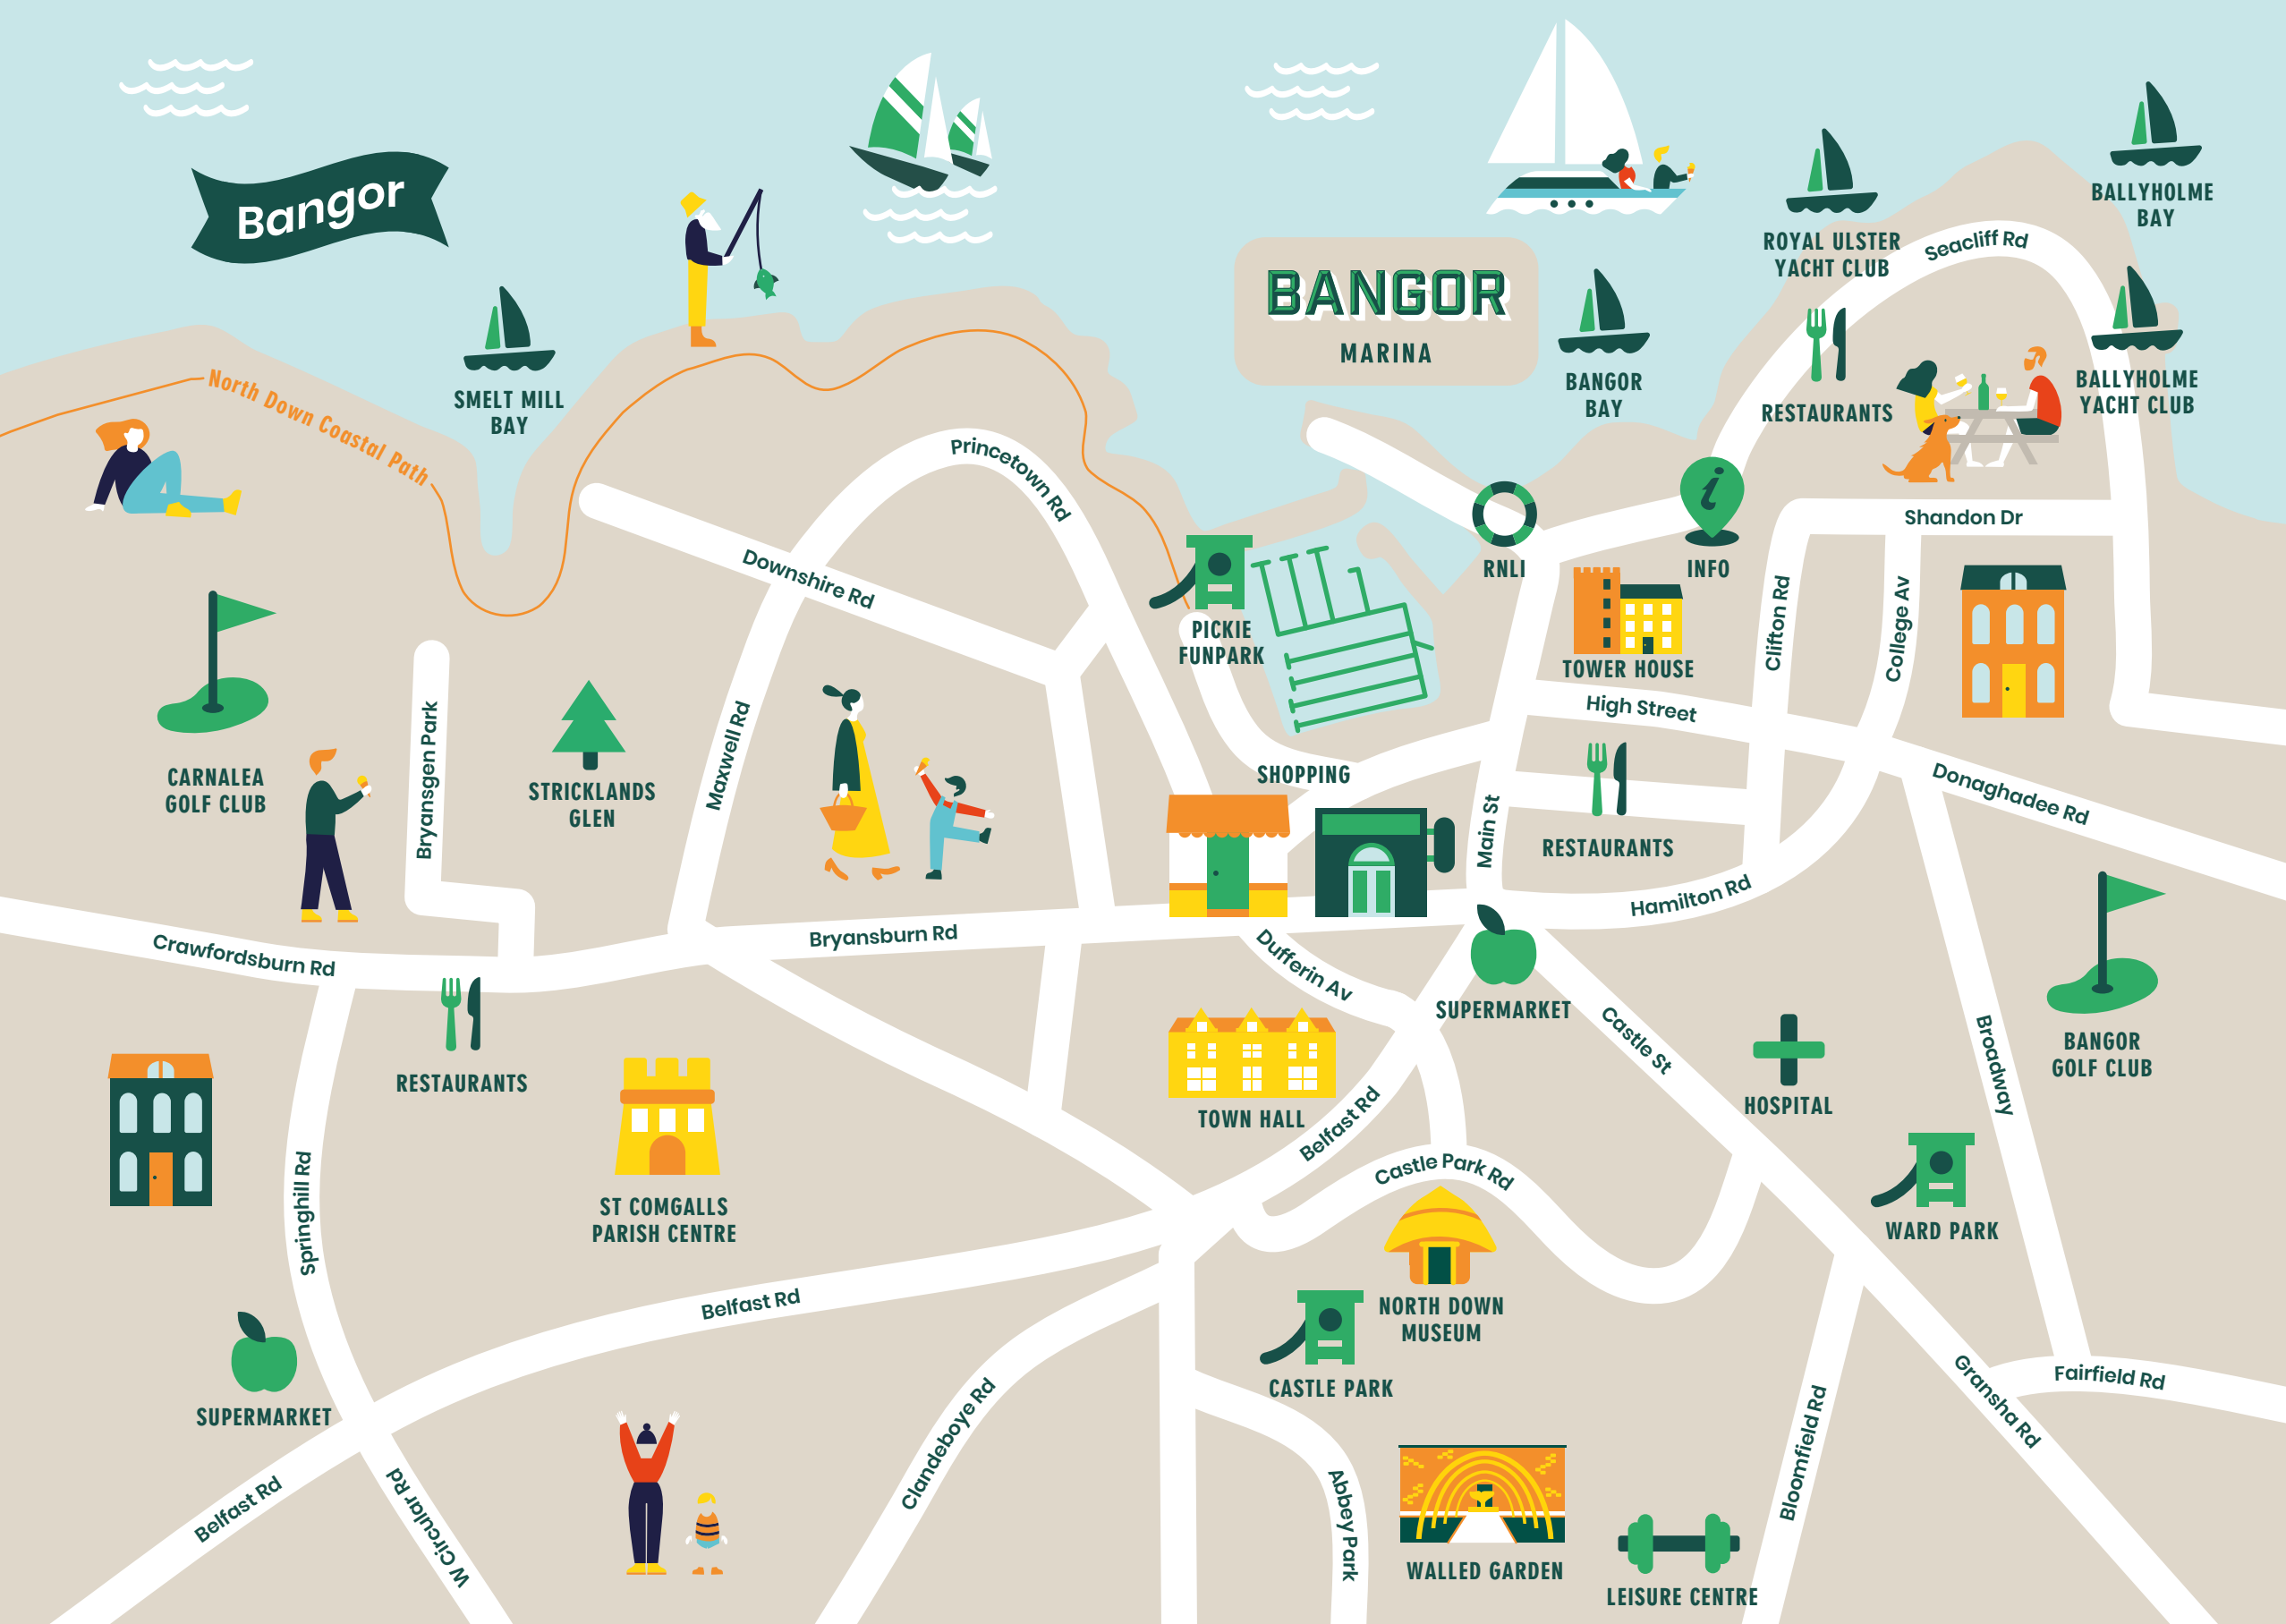 Bangor
BALLYHOLME
BAY
ROYAL ULSTER
YACHT CLUB
Seacliff Rd
BANGOR
MARINA
BANGOR
BAY
SMELT MILL
BAY
North Down Coastal Path
RESTAURANTS
BALLYHOLME
YACHT CLUB
Princetown Rd
Shandon Dr
i
INFO
RNLI
Downshire Rd
PICKIE
FUNPARK
TOWER HOUSE
Clifton Rd
College Av
High Street
CARNALEA
GOLF CLUB
Bryansgen Park
STRICKLANDS
GLEN
Maxwell Rd
SHOPPING
Main St
RESTAURANTS
Donaghadee Rd
Hamilton Rd
Crawfordsburn Rd
Bryansburn Rd
Dufferin Av
SUPERMARKET
Castle St
RESTAURANTS
TOWN HALL
HOSPITAL
Broadway
BANGOR
GOLF CLUB
Belfast Rd
Castle Park Rd
Springhill Rd
ST COMGALLS
PARISH CENTRE
WARD PARK
Belfast Rd
NORTH DOWN
MUSEUM
CASTLE PARK
SUPERMARKET
Fairfield Rd
Gransha Rd
Clandeboye Rd
Bloomfield Rd
Belfast Rd
W Circular Rd
Abbey Park
WALLED GARDEN
LEISURE CENTRE